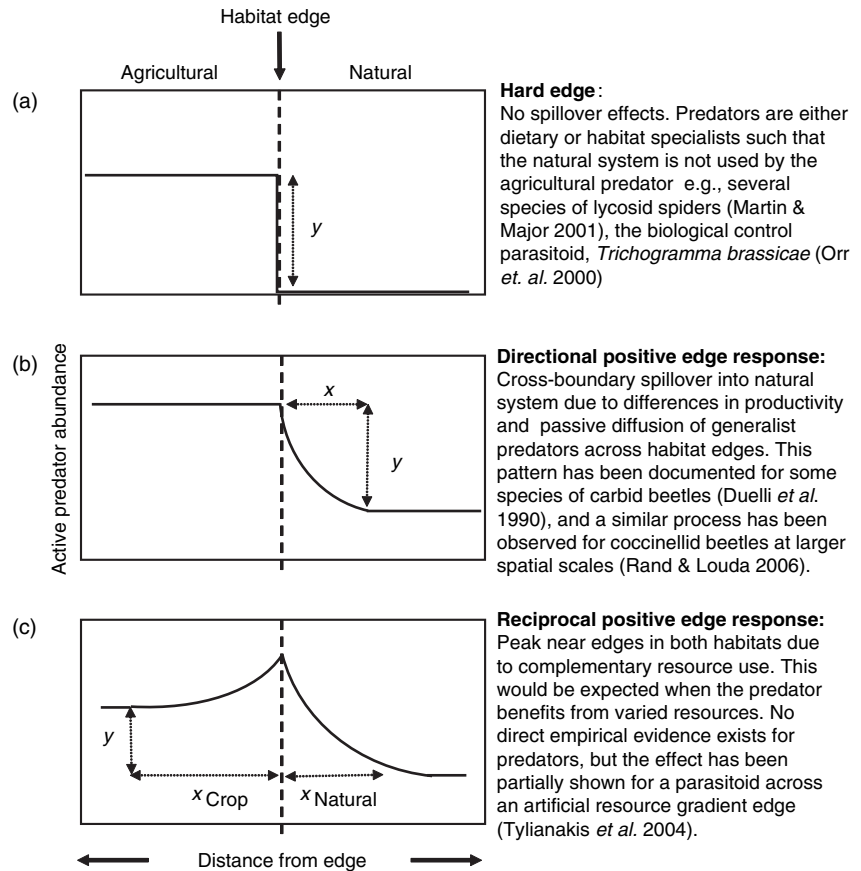 Habitat edge
Agricultural
Natural
(a)
y
Hard edge:
No spillover effects. Predators are either
dietary or habitat specialists such that
the natural system is not used by the
agricultural predator e.g., several
species of lycosid spiders (Martin &
Major 2001), the biological control
parasitoid, Trichogramma brassicae (Orr
et. al. 2000)
Active predator abundance
(b)
x
y
Directional positive edge response:
Cross-boundary spillover into natural
system due to differences in productivity
and passive diffusion of generalist
predators across habitat edges. This
pattern has been documented for some
species of carbid beetles (Duelli et al.
1990), and a similar process has been
observed for coccinellid beetles at larger
spatial scales (Rand & Louda 2006).
(c)
y
x Crop
x Natural
Reciprocal positive edge response:
Peak near edges in both habitats due
to complementary resource use. This
would be expected when the predator
benefits from varied resources. No
direct empirical evidence exists for
predators, but the effect has been
partially shown for a parasitoid across
an artificial resource gradient edge
(Tylianakis et al. 2004).
Distance from edge